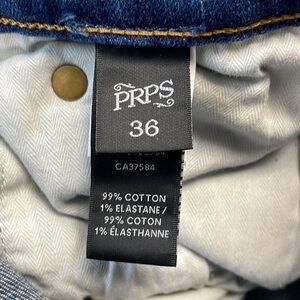 PRPS
36
CA37584
99% COTTON
1% ELASTANE /
99% COTON
1% ÉLASTHANNE